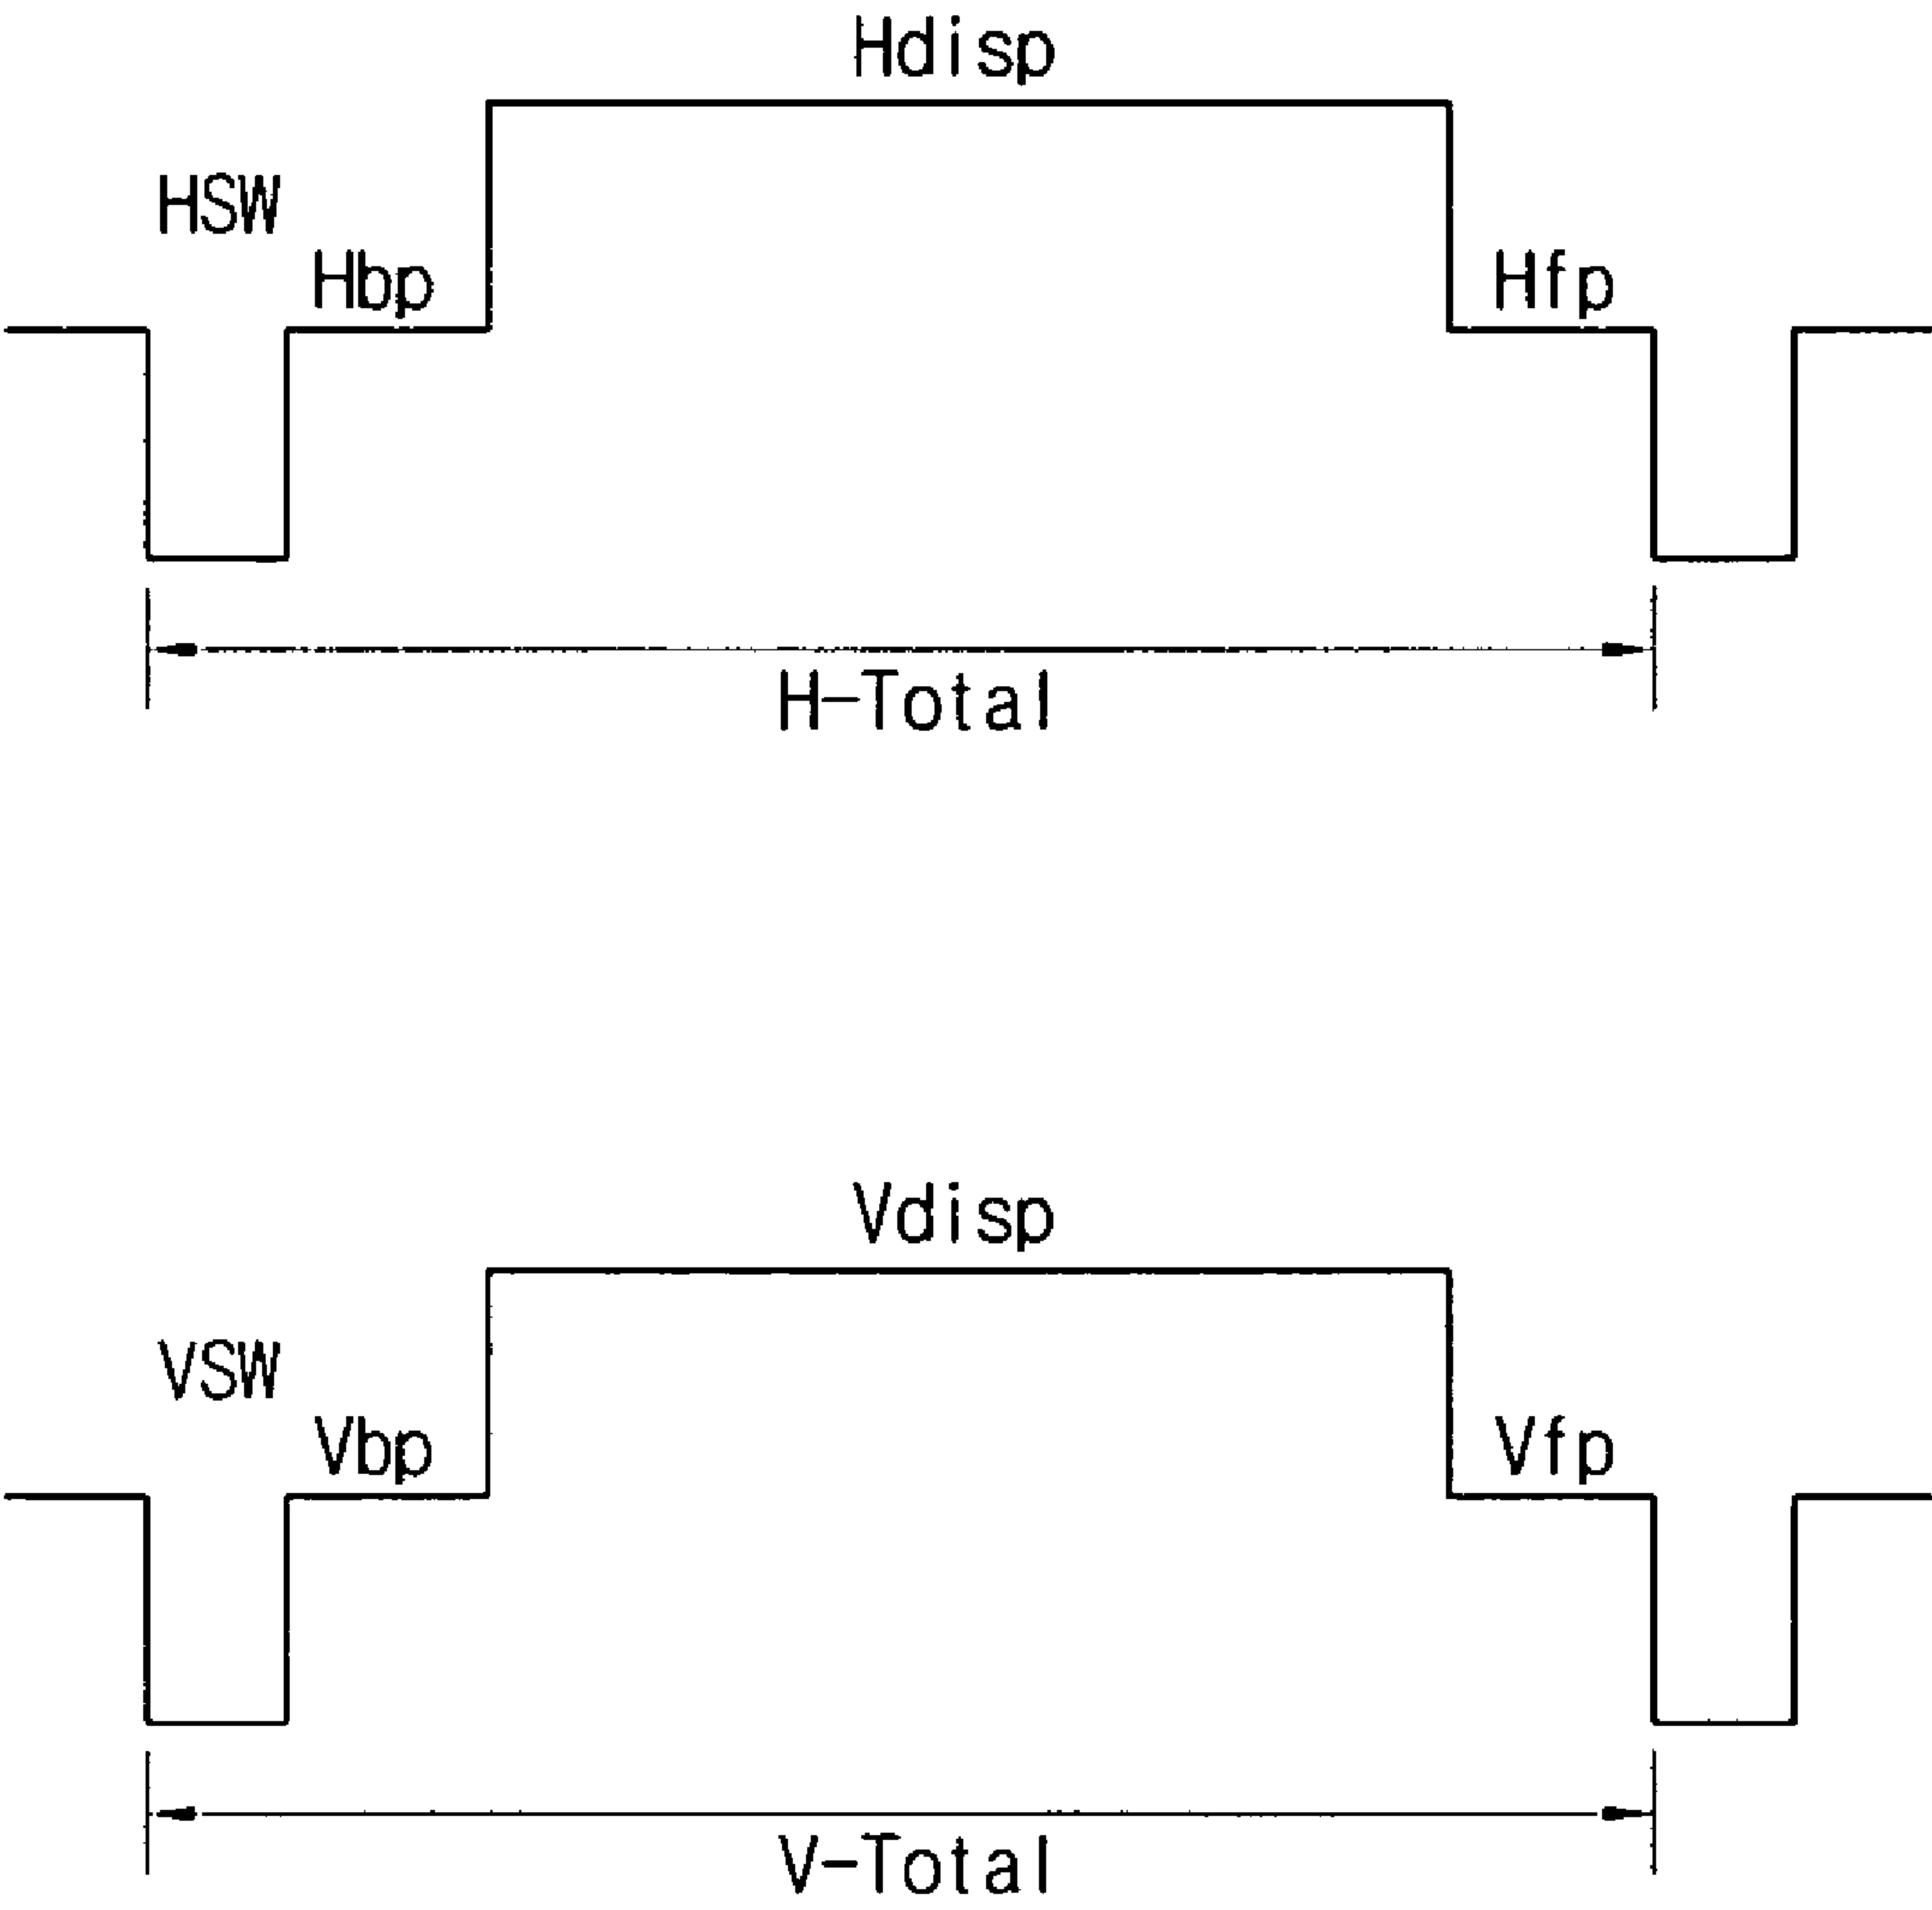 Hdisp
HSW
Hbp
Hfp
H-Total
Vdisp
VSW
Vbp
Vfp
V-Total